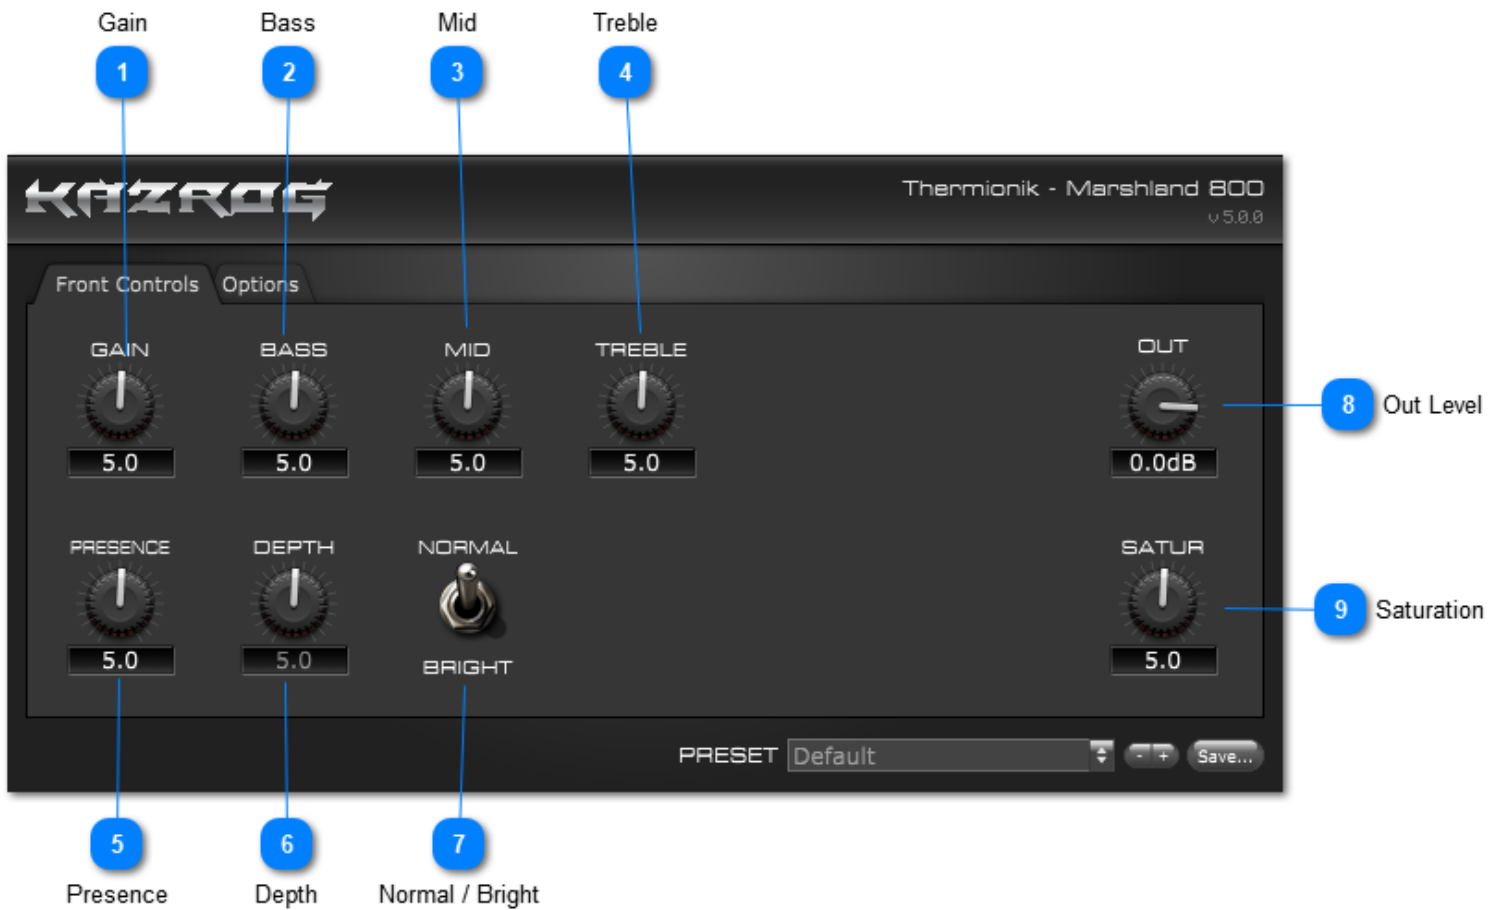 Gain Bass Mid Treble
1 2 3 4
KAZROG
Thermionik - Marshland 800
v 5.0.0
Front Controls Options
GAIN BASS MID TREBLE OUT
8 Out Level
5.0 5.0 5.0 5.0 0.0dB
PRESENCE DEPTH NORMAL SATUR
9 Saturation
5.0 5.0 BRIGHT 5.0
PRESET Default - + Save...
5 6 7
Presence Depth Normal / Bright